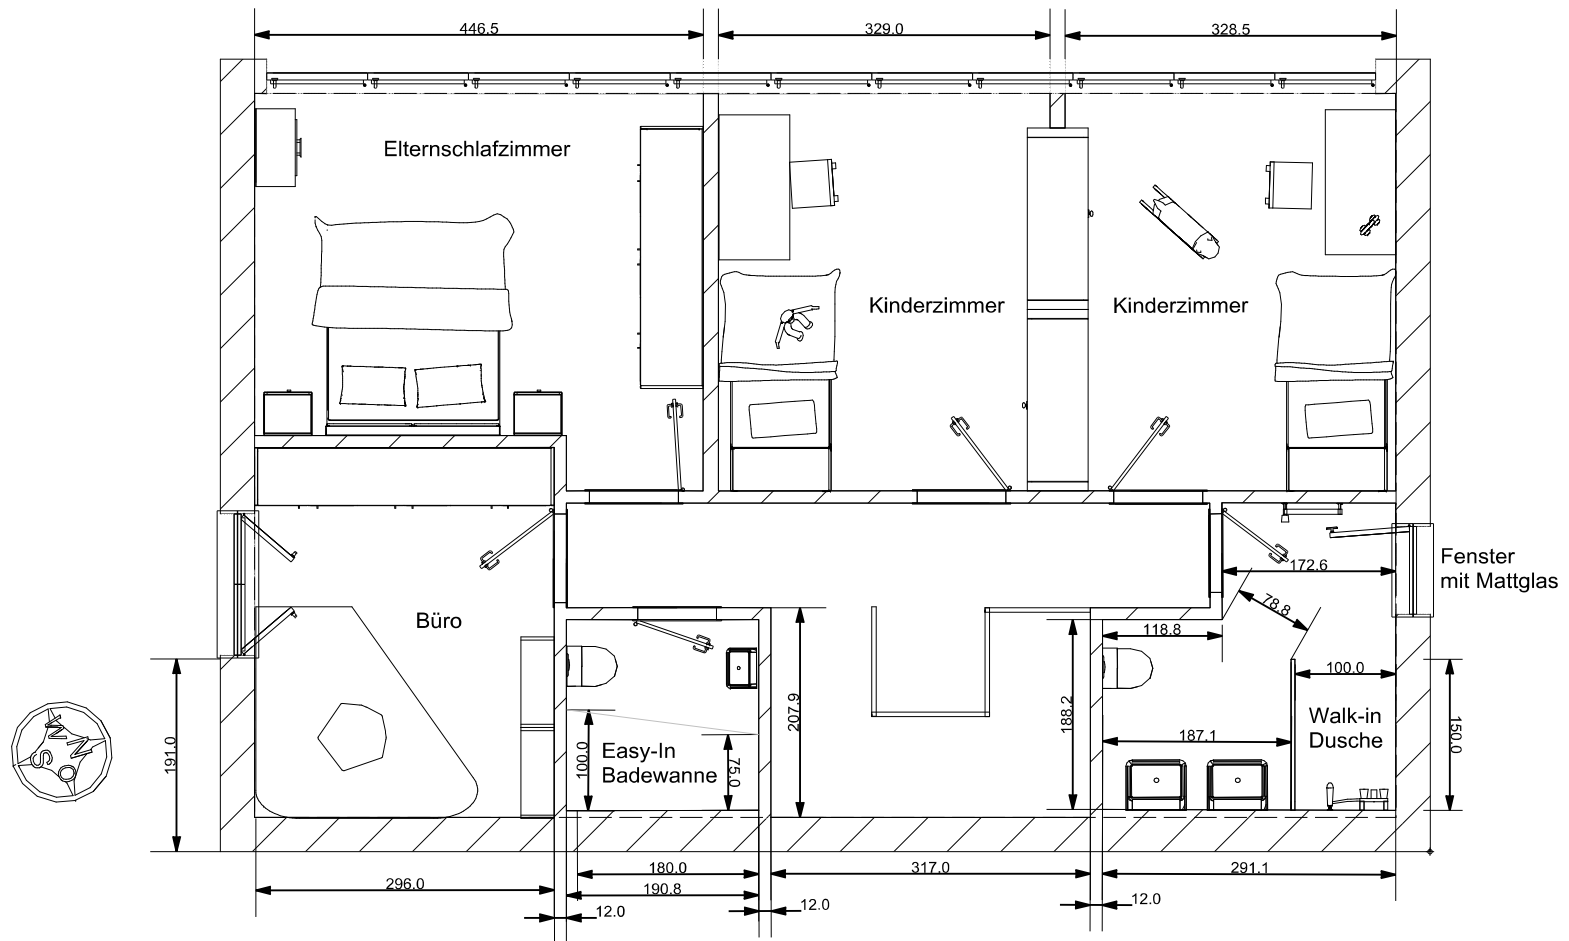 446.5
329.0
328.5
Elternschlafzimmer
Kinderzimmer
Kinderzimmer
Fenster
mit Mattglas
172.6
78.8
Büro
118.8
100.0
207.9
188.2
Walk-in
Dusche
187.1
150.0
191.0
N
W
S
O
100.0
Easy-In
Badewanne
75.0
180.0
317.0
291.1
296.0
190.8
12.0
12.0
12.0